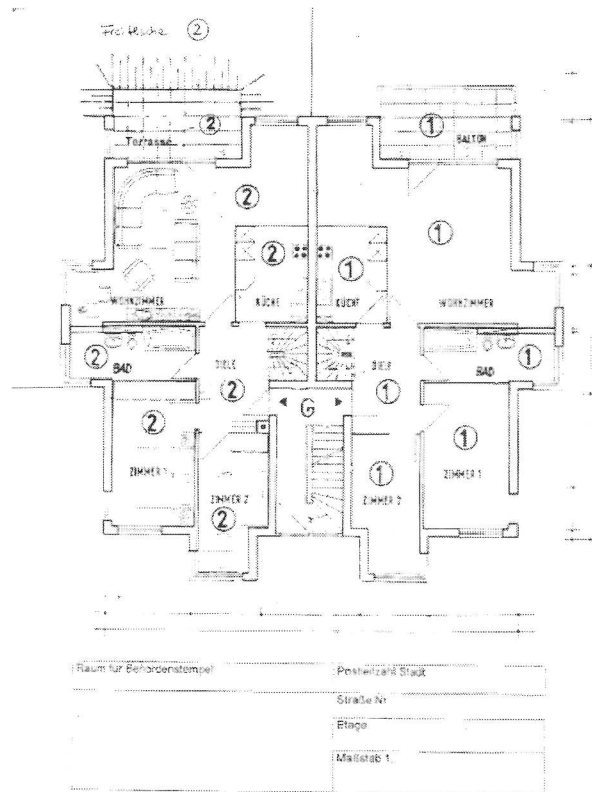 Freifläche ②
②
①
Terrasse
BALKON
②
①
②
①
WOHNZIMMER
KÜCHE
KÜCHE
WOHNZIMMER
②
BAD
DIELE
DIELE
BAD
①
②
G
①
②
①
①
ZIMMER 1
ZIMMER 2
ZIMMER 2
ZIMMER 1
②
Raum für Behördenstempel
Postleitzahl Stadt
Straße Nr
Etage
Maßstab 1: